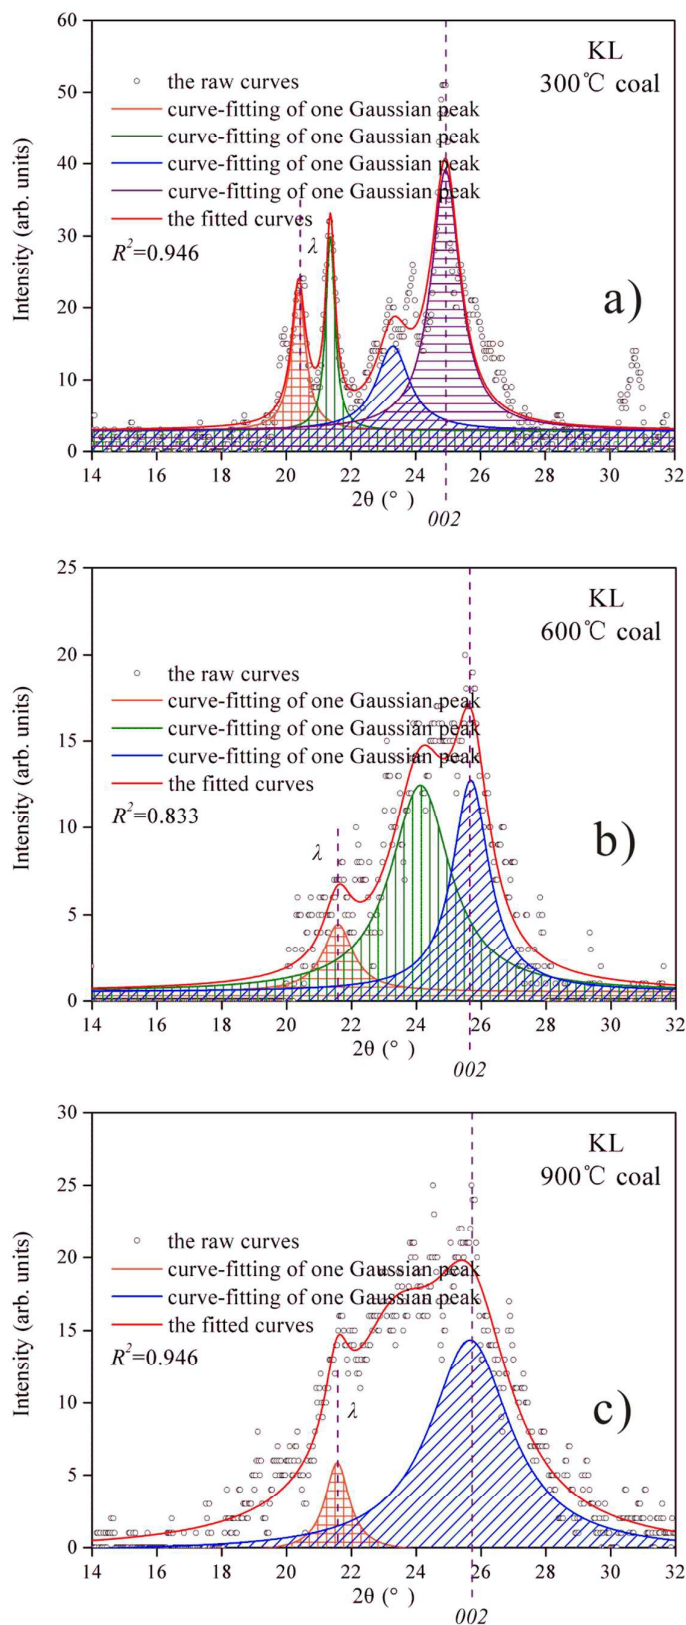 60
KL
300℃ coal
50
the raw curves
curve-fitting of one Gaussian peak
curve-fitting of one Gaussian peak
40
curve-fitting of one Gaussian peak
curve-fitting of one Gaussian peak
the fitted curves
30
R²=0.946
λ
a)
Intensity (arb. units)
20
10
0
14 16 18 20 22 24 26 28 30 32
2θ (° )
002
25
KL
600℃ coal
20
the raw curves
curve-fitting of one Gaussian peak
curve-fitting of one Gaussian peak
15
curve-fitting of one Gaussian peak
the fitted curves
R²=0.833
10
λ
b)
Intensity (arb. units)
5
0
14 16 18 20 22 24 26 28 30 32
2θ (° )
002
30
KL
900℃ coal
25
the raw curves
curve-fitting of one Gaussian peak
20
curve-fitting of one Gaussian peak
the fitted curves
15
R²=0.946
λ
c)
Intensity (arb. units)
10
5
0
14 16 18 20 22 24 26 28 30 32
2θ (° )
002